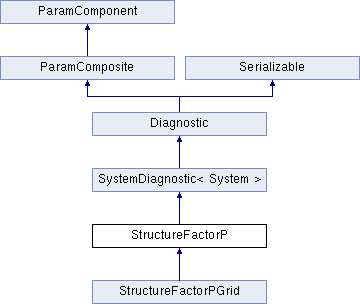 ParamComponent
ParamComposite
Serializable
Diagnostic
SystemDiagnostic< System >
StructureFactorP
StructureFactorPGrid